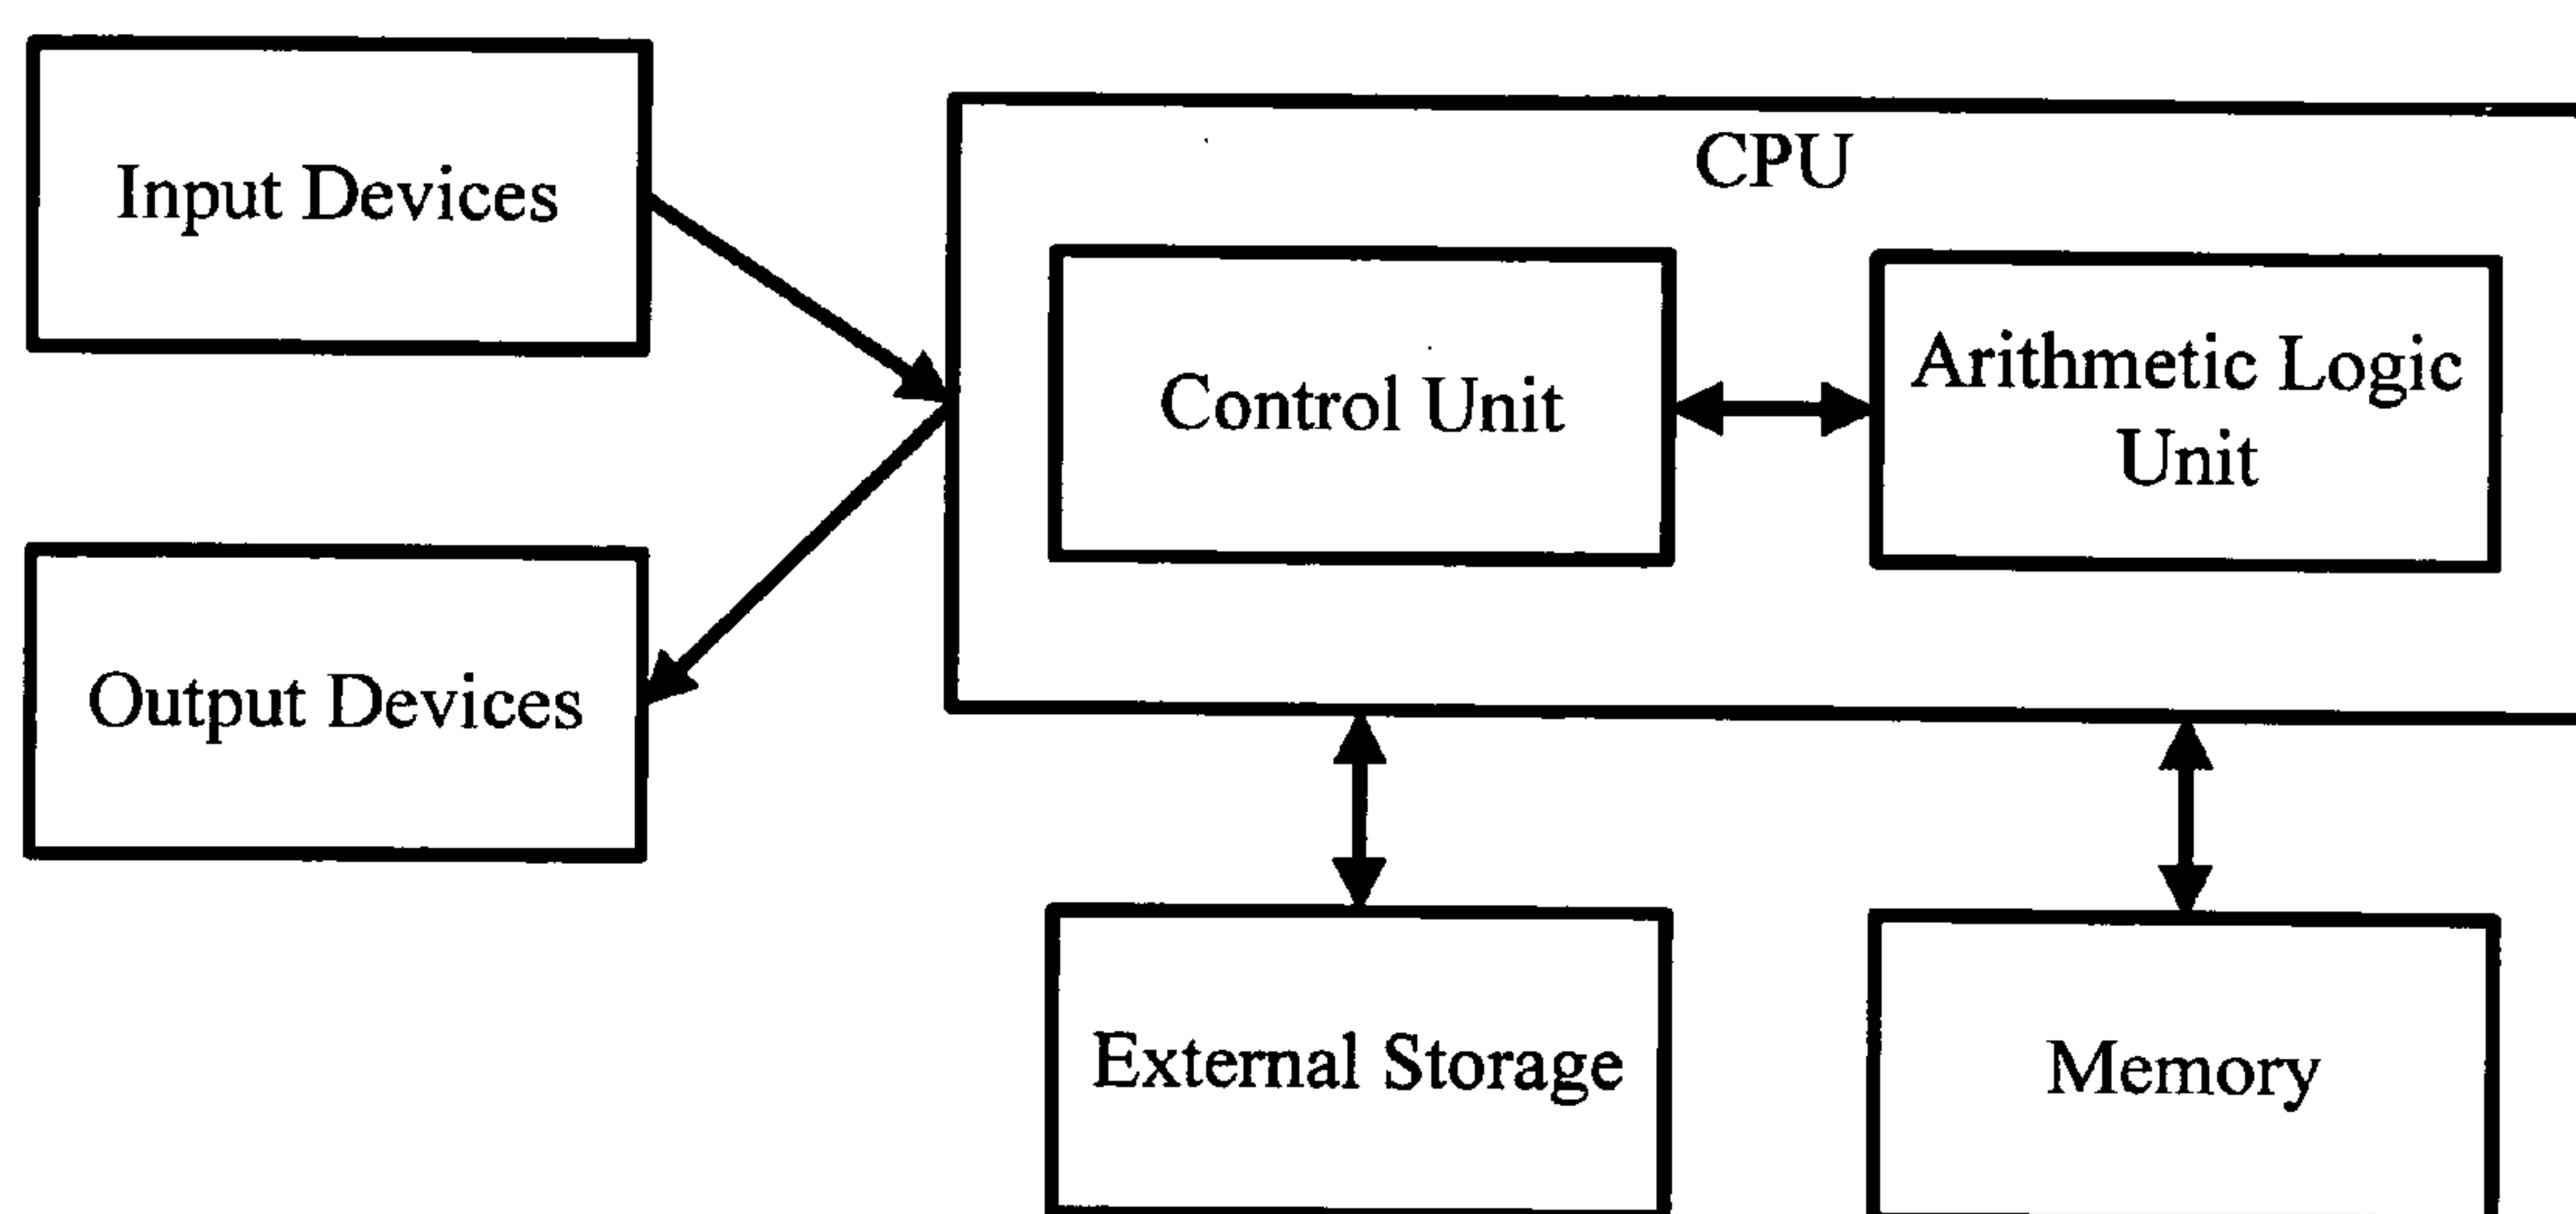 Input Devices
CPU
Control Unit
Arithmetic Logic
Unit
Output Devices
External Storage
Memory